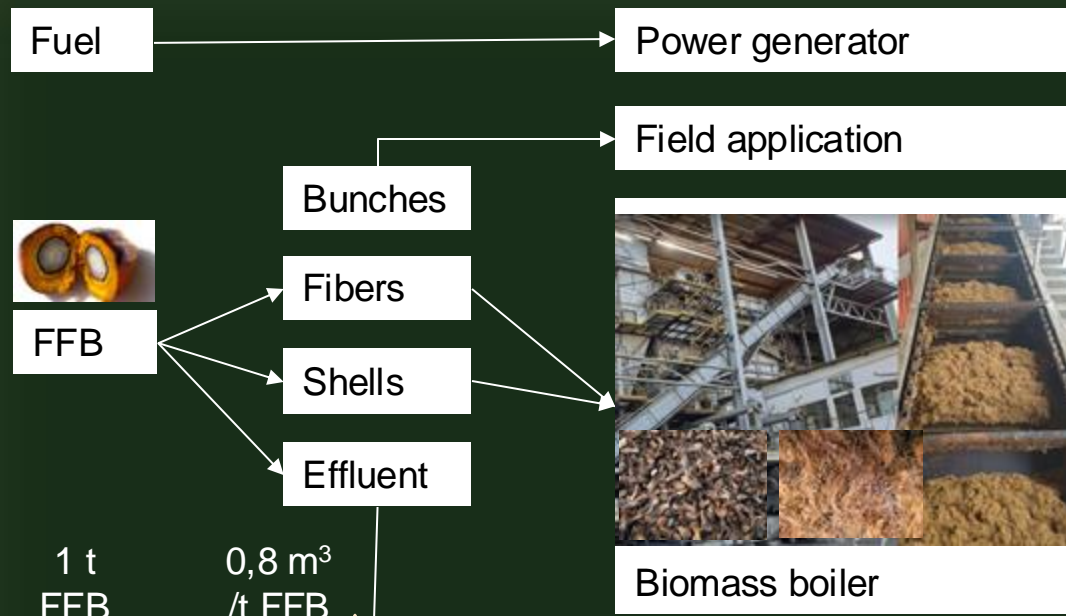 Fuel
Power generator
Field application
Bunches
Fibers
FFB
Shells
Effluent
1 t
FFB
0,8 m³
/t FFB
Biomass boiler